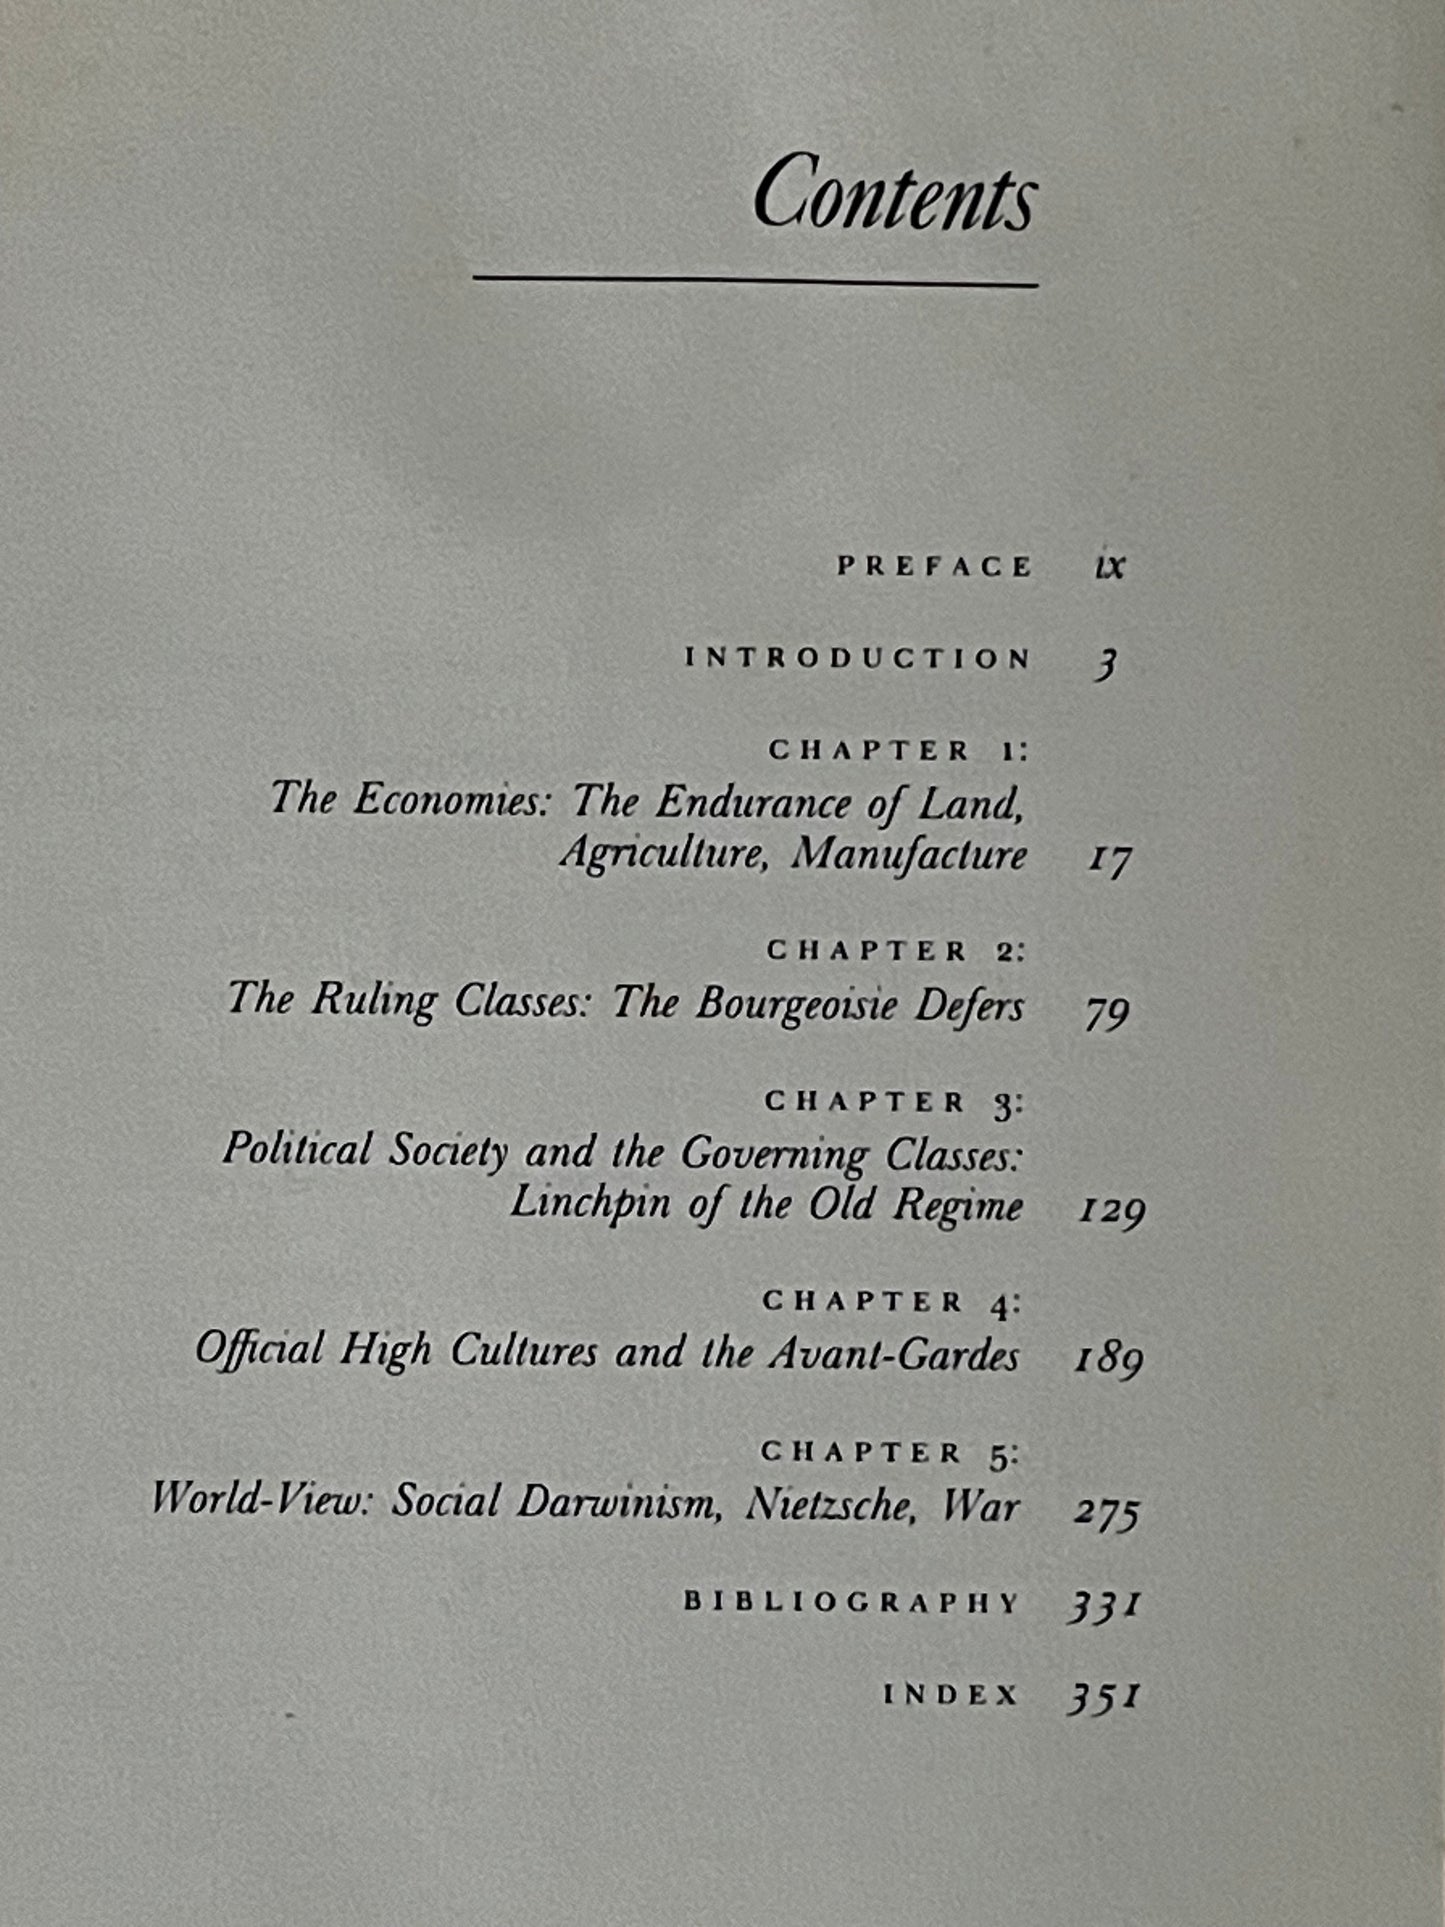 Contents
PREFACE ix
INTRODUCTION 3
CHAPTER 1:
The Economies: The Endurance of Land,
Agriculture, Manufacture 17
CHAPTER 2:
The Ruling Classes: The Bourgeoisie Defers 79
CHAPTER 3:
Political Society and the Governing Classes:
Linchpin of the Old Regime 129
CHAPTER 4:
Official High Cultures and the Avant-Gardes 189
CHAPTER 5:
World-View: Social Darwinism, Nietzsche, War 275
BIBLIOGRAPHY 331
INDEX 351